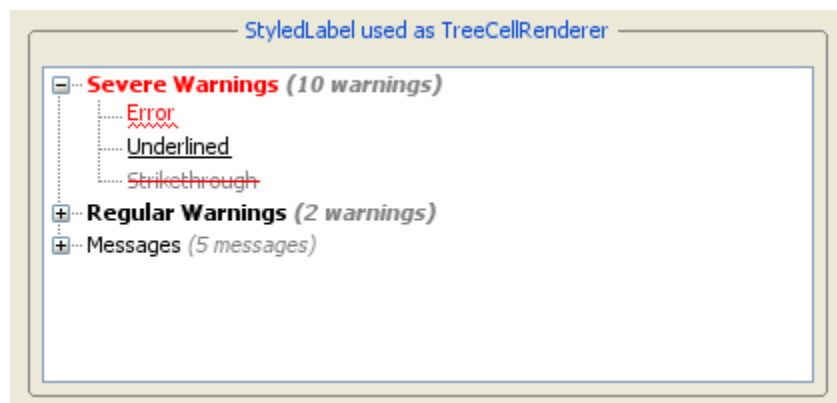 StyledLabel used as TreeCellRenderer
Severe Warnings (10 warnings)
Error
Underlined
Strikethrough
Regular Warnings (2 warnings)
Messages (5 messages)